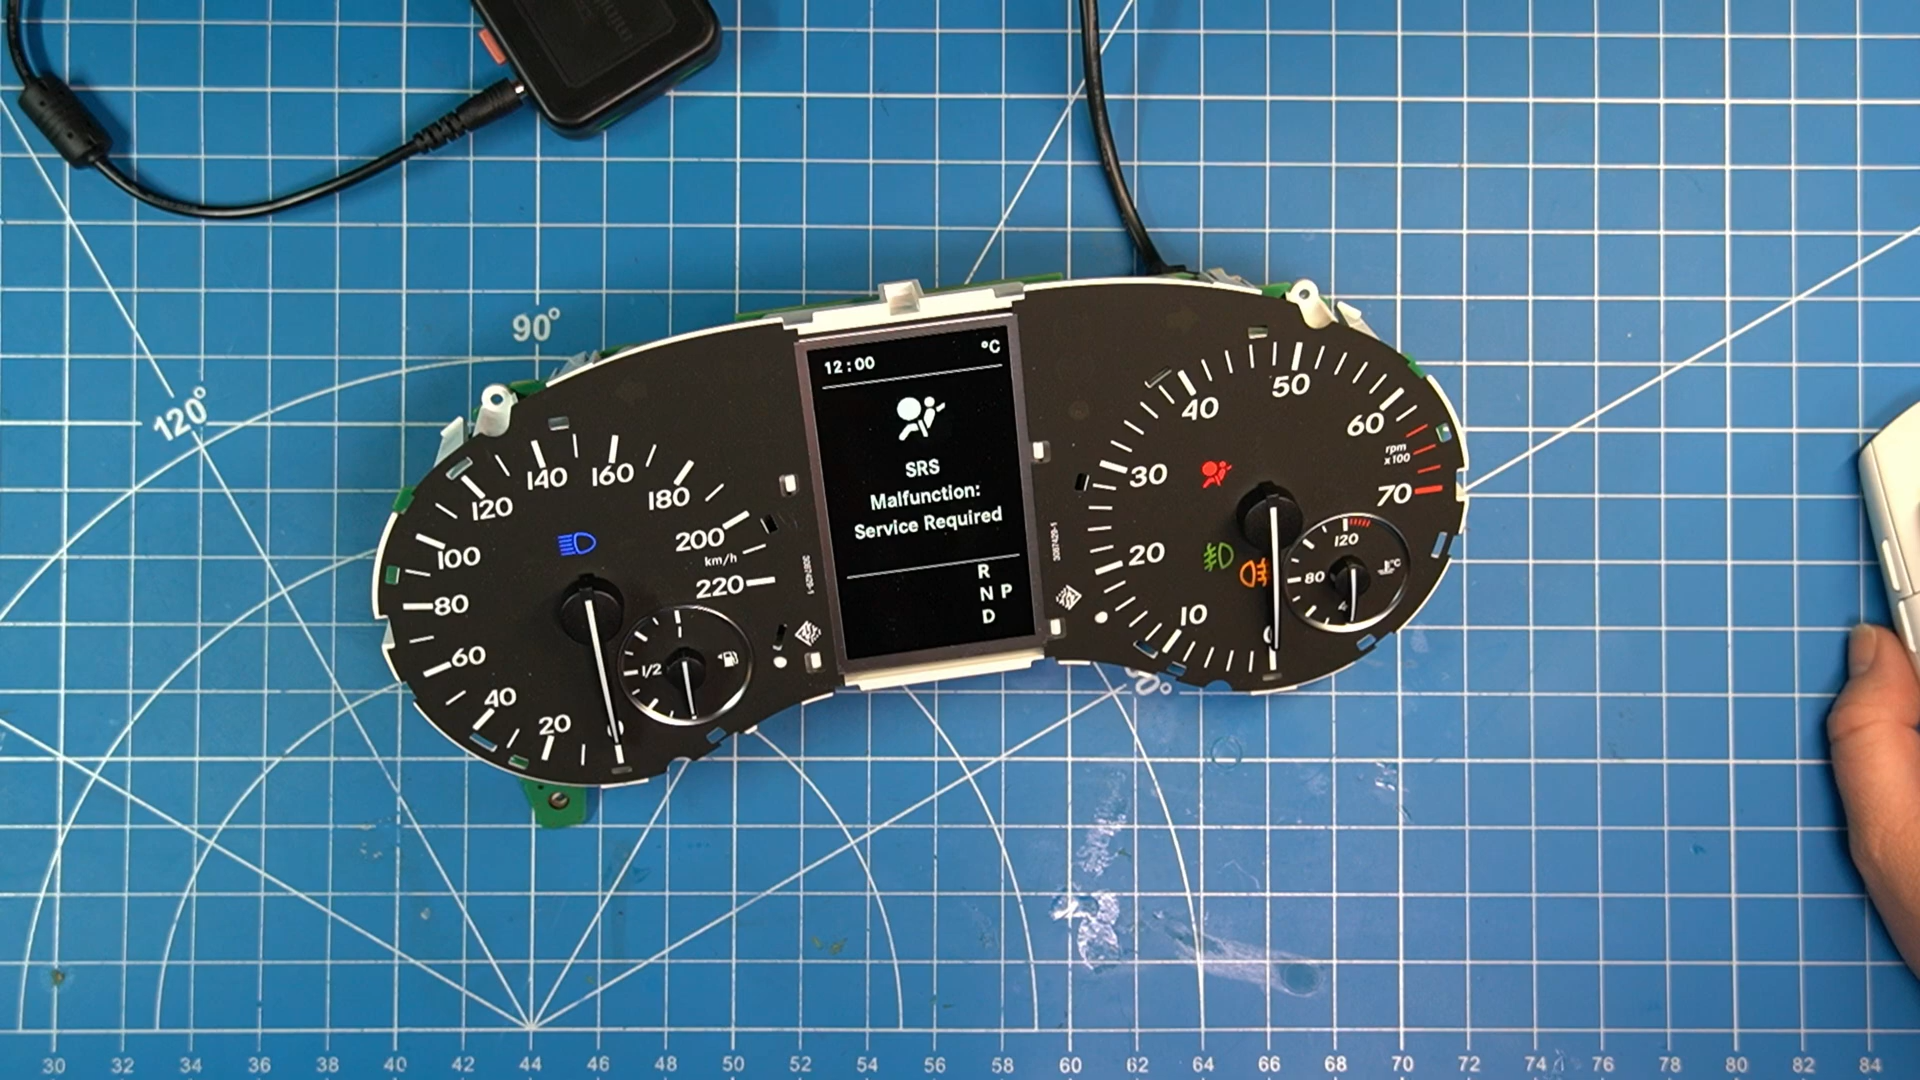 90°
120°
12:00 °C
SRS
Malfunction:
Service Required
R
N P
D
0
20
40
60
80
100
120
140
160
180
200
km/h
220
1/2
1
10
20
30
40
50
60
rpm
x100
70
120
80
°C
30 32 34 36 38 40 42 44 46 48 50 52 54 56 58 60 62 64 66 68 70 72 74 76 78 80 82 84